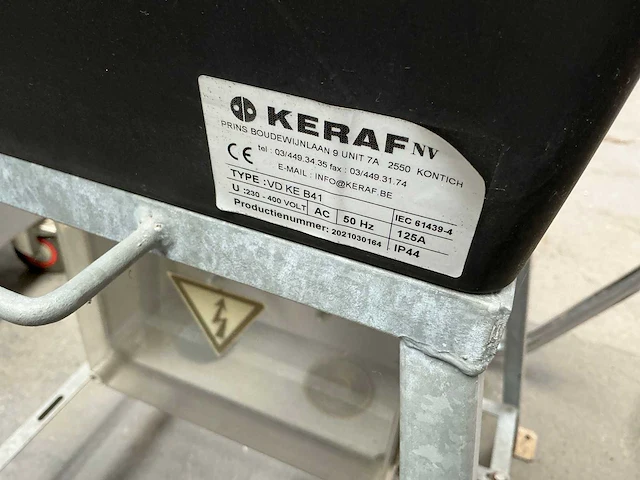 KERAF NV
PRINS BOUDEWIJNLAAN 9 UNIT 7A 2550 KONTICH
tel : 03/449.34.35 fax : 03/449.31.74
CE E-MAIL : INFO@KERAF.BE
TYPE : VD KE B41 IEC 61439-4
U : 230 - 400 VOLT AC 50 Hz 125A
Productienummer: 2021030164 IP44